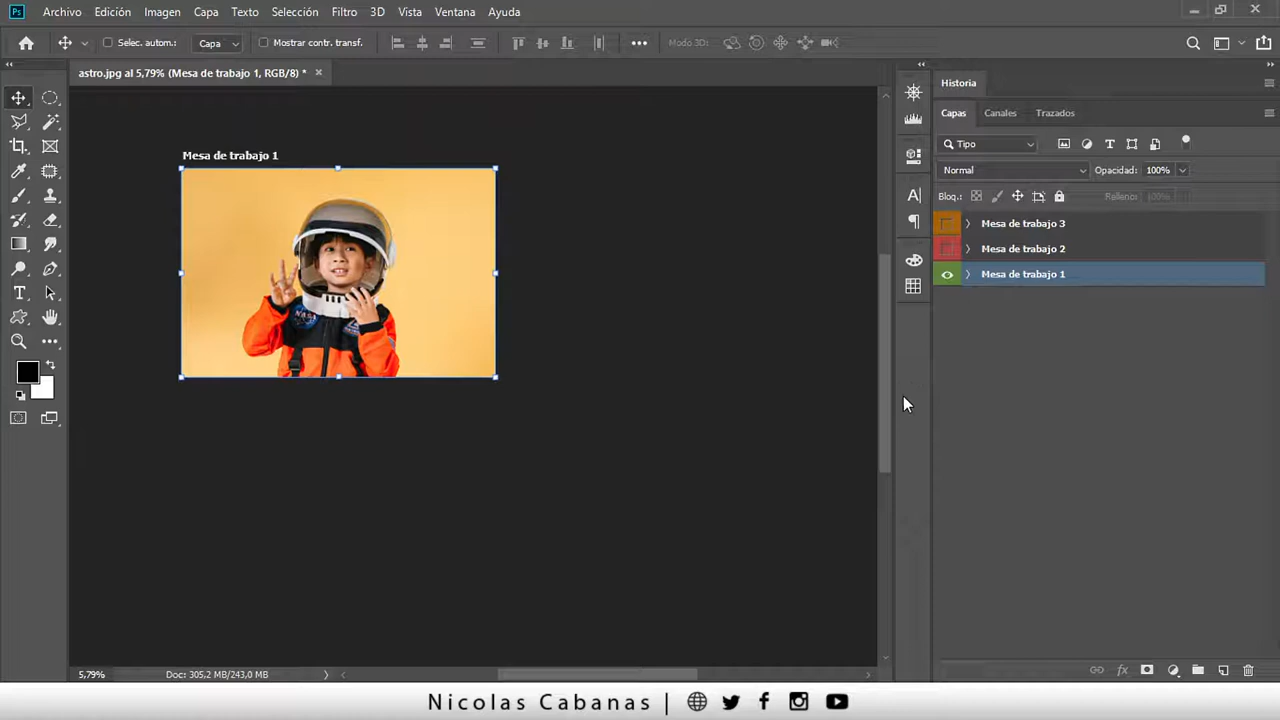 Ps Archivo Edición Imagen Capa Texto Selección Filtro 3D Vista Ventana Ayuda
Selec. autom.: Capa Mostrar contr. transf. Modo 3D:
astro.jpg al 5,79% (Mesa de trabajo 1, RGB/8) *
Historia
Capas Canales Trazados
Tipo
Normal Opacidad: 100%
Bloq.: Relleno: 100%
Mesa de trabajo 3
Mesa de trabajo 2
Mesa de trabajo 1
Mesa de trabajo 1
NASA
5,79% Doc: 305,2 MB/243,0 MB
Nicolas Cabanas |